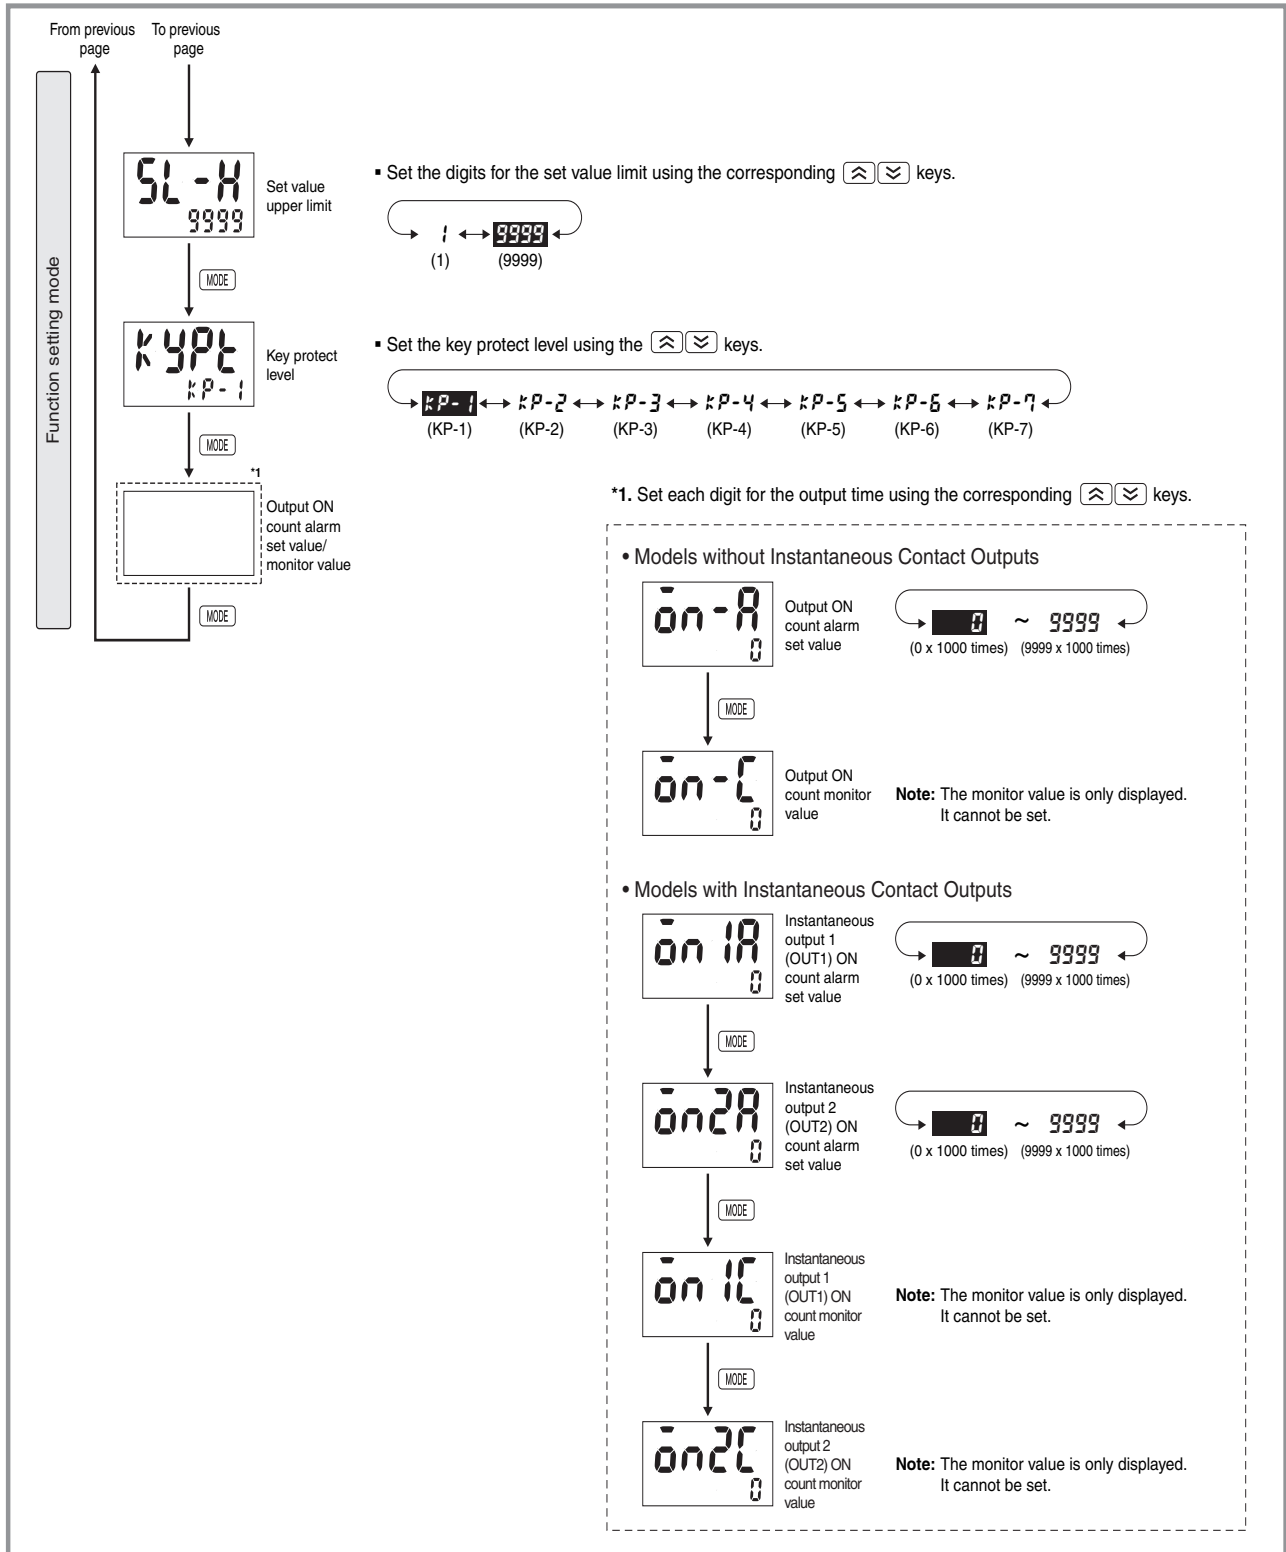 From previous page
To previous page
Function setting mode
SL-H
9999
Set value
upper limit
▪ Set the digits for the set value limit using the corresponding keys.
1 9999
(1) (9999)
MODE
KYPt
KP-1
Key protect
level
▪ Set the key protect level using the keys.
KP-1 KP-2 KP-3 KP-4 KP-5 KP-6 KP-7
(KP-1) (KP-2) (KP-3) (KP-4) (KP-5) (KP-6) (KP-7)
MODE
*1
Output ON
count alarm
set value/
monitor value
MODE
*1. Set each digit for the output time using the corresponding keys.
• Models without Instantaneous Contact Outputs
on-A
0
Output ON
count alarm
set value
0 ~ 9999
(0 x 1000 times) (9999 x 1000 times)
MODE
on-C
0
Output ON
count monitor
value
Note: The monitor value is only displayed.
It cannot be set.
• Models with Instantaneous Contact Outputs
on1A
0
Instantaneous
output 1
(OUT1) ON
count alarm
set value
0 ~ 9999
(0 x 1000 times) (9999 x 1000 times)
MODE
on2A
0
Instantaneous
output 2
(OUT2) ON
count alarm
set value
0 ~ 9999
(0 x 1000 times) (9999 x 1000 times)
MODE
on1C
0
Instantaneous
output 1
(OUT1) ON
count monitor
value
Note: The monitor value is only displayed.
It cannot be set.
MODE
on2C
0
Instantaneous
output 2
(OUT2) ON
count monitor
value
Note: The monitor value is only displayed.
It cannot be set.